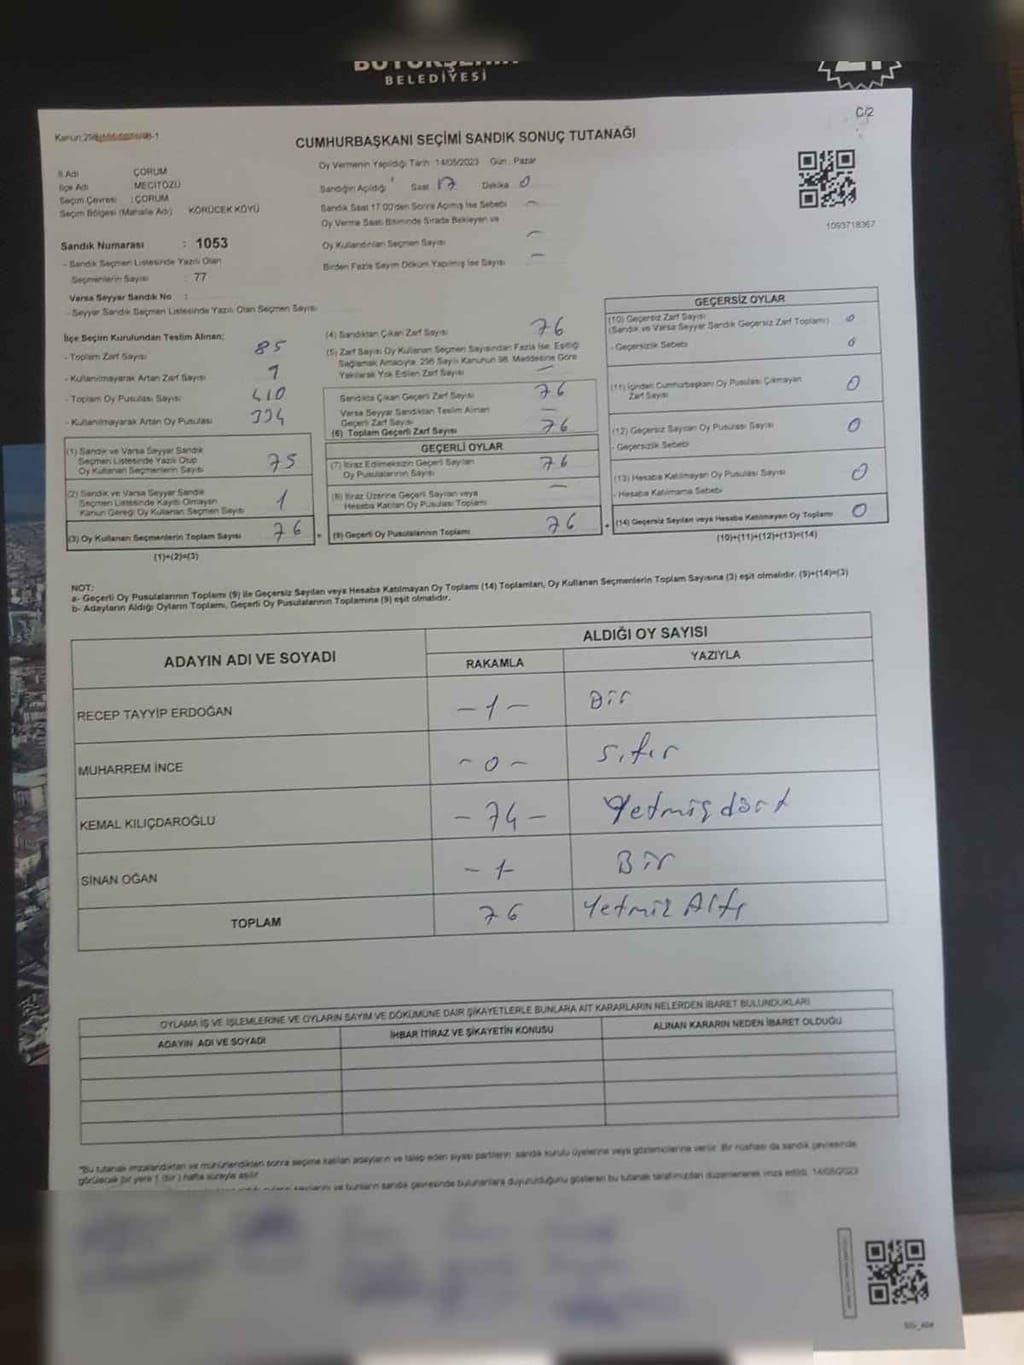 BÜYÜKŞEHİR
BELEDİYESİ
C/2
CUMHURBAŞKANI SEÇİMİ SANDIK SONUÇ TUTANAĞI
İl Adı ÇORUM
İlçe Adı :MECİTÖZÜ
Seçim Çevresi :ÇORUM
Seçim Bölgesi (Mahalle Adı) KÖRÜCEK KÖYÜ
Sandık Numarası : 1053
- Sandık Seçmen Listesinde Yazılı Olan
Seçmenlerin Sayısı : 77
Varsa Seyyar Sandık No :
- Seyyar Sandık Seçmen Listesinde Yazılı Olan Seçmen Sayısı :
Oy Vermenin Yapıldığı Tarih :14/05/2023 Gün : Pazar
Sandığın Açıldığı Saat 17 Dakika 0
Sandık Saat 17.00'den Sonra Açılmış İse Sebebi —
Oy Verme Saati Bitiminde Sırada Bekleyen ve
Oy Kullandırılan Seçmen Sayısı —
Birden Fazla Sayım Döküm Yapılmış İse Sayısı —
1093718367
İlçe Seçim Kurulundan Teslim Alınan;
- Toplam Zarf Sayısı 85
- Kullanılmayarak Artan Zarf Sayısı 9
- Toplam Oy Pusulası Sayısı 410
- Kullanılmayarak Artan Oy Pusulası 334
(1) Sandık ve Varsa Seyyar Sandık
Seçmen Listesinde Yazılı Olup
Oy Kullanan Seçmenlerin Sayısı 75
(2) Sandık ve Varsa Seyyar Sandık
Seçmen Listesinde Kayıtlı Olmayan
Kanun Gereği Oy Kullanan Seçmen Sayısı 1
(3) Oy Kullanan Seçmenlerin Toplam Sayısı 76
(1)+(2)=(3)
(4) Sandıktan Çıkan Zarf Sayısı 76
(5) Zarf Sayısı Oy Kullanan Seçmen Sayısından Fazla İse, Eşitliği
Sağlamak Amacıyla, 298 Sayılı Kanunun 98. Maddesine Göre
Yakılarak Yok Edilen Zarf Sayısı —
Sandıkta Çıkan Geçerli Zarf Sayısı 76
Varsa Seyyar Sandıktan Teslim Alınan
Geçerli Zarf Sayısı —
(6) Toplam Geçerli Zarf Sayısı 76
GEÇERLİ OYLAR
(7) İtiraz Edilmeksizin Geçerli Sayılan
Oy Pusulalarının Sayısı 76
(8) İtiraz Üzerine Geçerli Sayılan veya
Hesaba Katılan Oy Pusulası Toplamı —
(9) Geçerli Oy Pusulalarının Toplamı 76
GEÇERSİZ OYLAR
(10) Geçersiz Zarf Sayısı
(Sandık ve Varsa Seyyar Sandık Geçersiz Zarf Toplamı) 0
- Geçersizlik Sebebi 0
(11) İçinden Cumhurbaşkanı Oy Pusulası Çıkmayan
Zarf Sayısı 0
(12) Geçersiz Sayılan Oy Pusulası Sayısı 0
- Geçersizlik Sebebi
(13) Hesaba Katılmayan Oy Pusulası Sayısı 0
- Hesaba Katılmama Sebebi
(14) Geçersiz Sayılan veya Hesaba Katılmayan Oy Toplamı 0
(10)+(11)+(12)+(13)=(14)
NOT:
a- Geçerli Oy Pusulalarının Toplamı (9) ile Geçersiz Sayılan veya Hesaba Katılmayan Oy Toplamı (14) Toplamları, Oy Kullanan Seçmenlerin Toplam Sayısına (3) eşit olmalıdır. (9)+(14)=(3)
b- Adayların Aldığı Oyların Toplamı, Geçerli Oy Pusulalarının Toplamına (9) eşit olmalıdır.
ADAYIN ADI VE SOYADI ALDIĞI OY SAYISI
RAKAMLA YAZIYLA
RECEP TAYYİP ERDOĞAN -1- Bir
MUHARREM İNCE -0- Sıfır
KEMAL KILIÇDAROĞLU -74- Yetmiş dört
SİNAN OĞAN -1- Bir
TOPLAM 76 Yetmiz Altı
OYLAMA İŞ VE İŞLEMLERİNE VE OYLARIN SAYIM VE DÖKÜMÜNE DAİR ŞİKAYETLERLE BUNLARA AİT KARARLARIN NELERDEN İBARET BULUNDUKLARI
ADAYIN ADI VE SOYADI İHBAR İTİRAZ VE ŞİKAYETİN KONUSU ALINAN KARARIN NEDEN İBARET OLDUĞU
"Bu tutanak imzalandıktan ve mühürlendikten sonra seçime katılan adayların ve talep eden siyasi partilerin sandık kurulu üyelerine veya gözlemcilerine verilir. Bir nüshası da sandık çevresinde
görülecek bir yere 1 (bir) hafta süreyle asılır.
ve bunların sandık çevresinde bulunanlara duyurulduğunu gösteren bu tutanak tarafımızdan düzenlenerek imza edildi. 14/05/2023